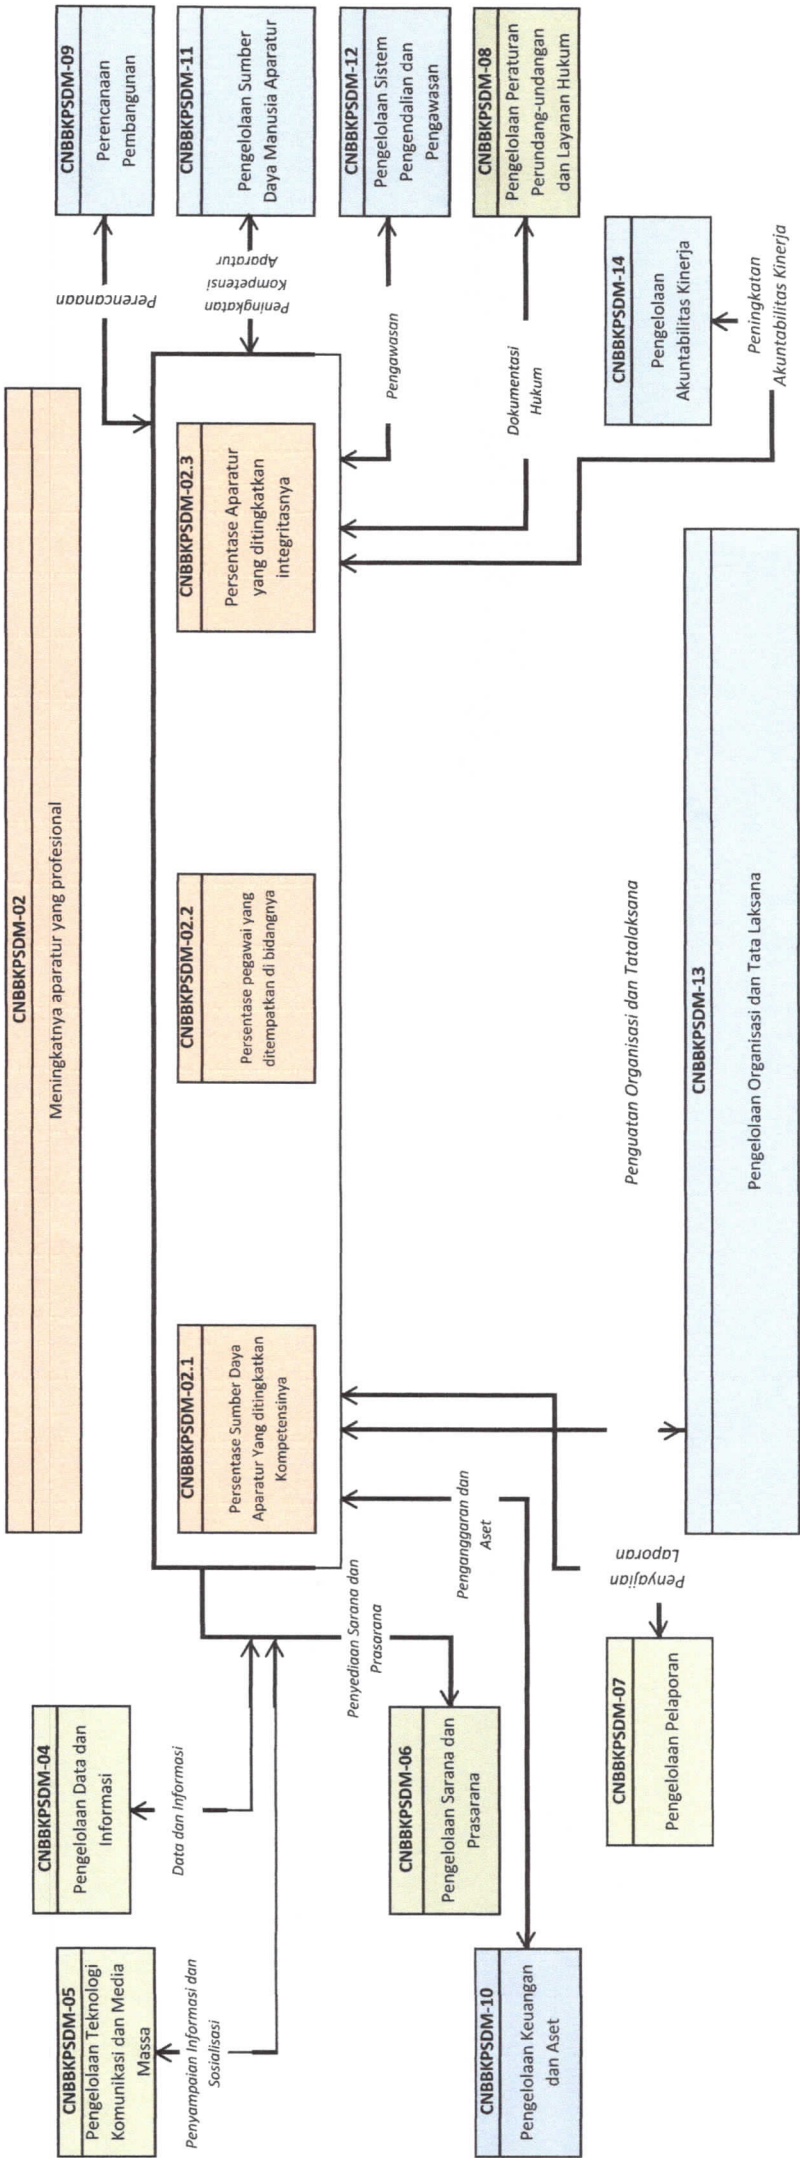 CNBBKPSDM-02
Meningkatnya aparatur yang profesional
CNBBKPSDM-05
Pengelolaan Teknologi
Komunikasi dan Media
Massa
CNBBKPSDM-04
Pengelolaan Data dan
Informasi
CNBBKPSDM-09
Perencanaan
Pembangunan
Perencanaan
Penyampaian Informasi dan
Sosialisasi
Data dan Informasi
CNBBKPSDM-02.1
Persentase Sumber Daya
Aparatur Yang ditingkatkan
Kompetensinya
CNBBKPSDM-02.2
Persentase pegawai yang
ditempatkan di bidangnya
CNBBKPSDM-02.3
Persentase Aparatur
yang ditingkatkan
integritasnya
Peningkatan
Kompetensi
Aparatur
CNBBKPSDM-11
Pengelolaan Sumber
Daya Manusia Aparatur
Penyediaan Sarana dan
Prasarana
Pengawasan
CNBBKPSDM-12
Pengelolaan Sistem
Pengendalian dan
Pengawasan
CNBBKPSDM-06
Pengelolaan Sarana dan
Prasarana
Penganggaran dan
Aset
Dokumentasi
Hukum
CNBBKPSDM-08
Pengelolaan Peraturan
Perundang-undangan
dan Layanan Hukum
CNBBKPSDM-10
Pengelolaan Keuangan
dan Aset
CNBBKPSDM-07
Pengelolaan Pelaporan
Penyajian
Laporan
Penguatan Organisasi dan Tatalaksana
CNBBKPSDM-14
Pengelolaan
Akuntabilitas Kinerja
Peningkatan
Akuntabilitas Kinerja
CNBBKPSDM-13
Pengelolaan Organisasi dan Tata Laksana